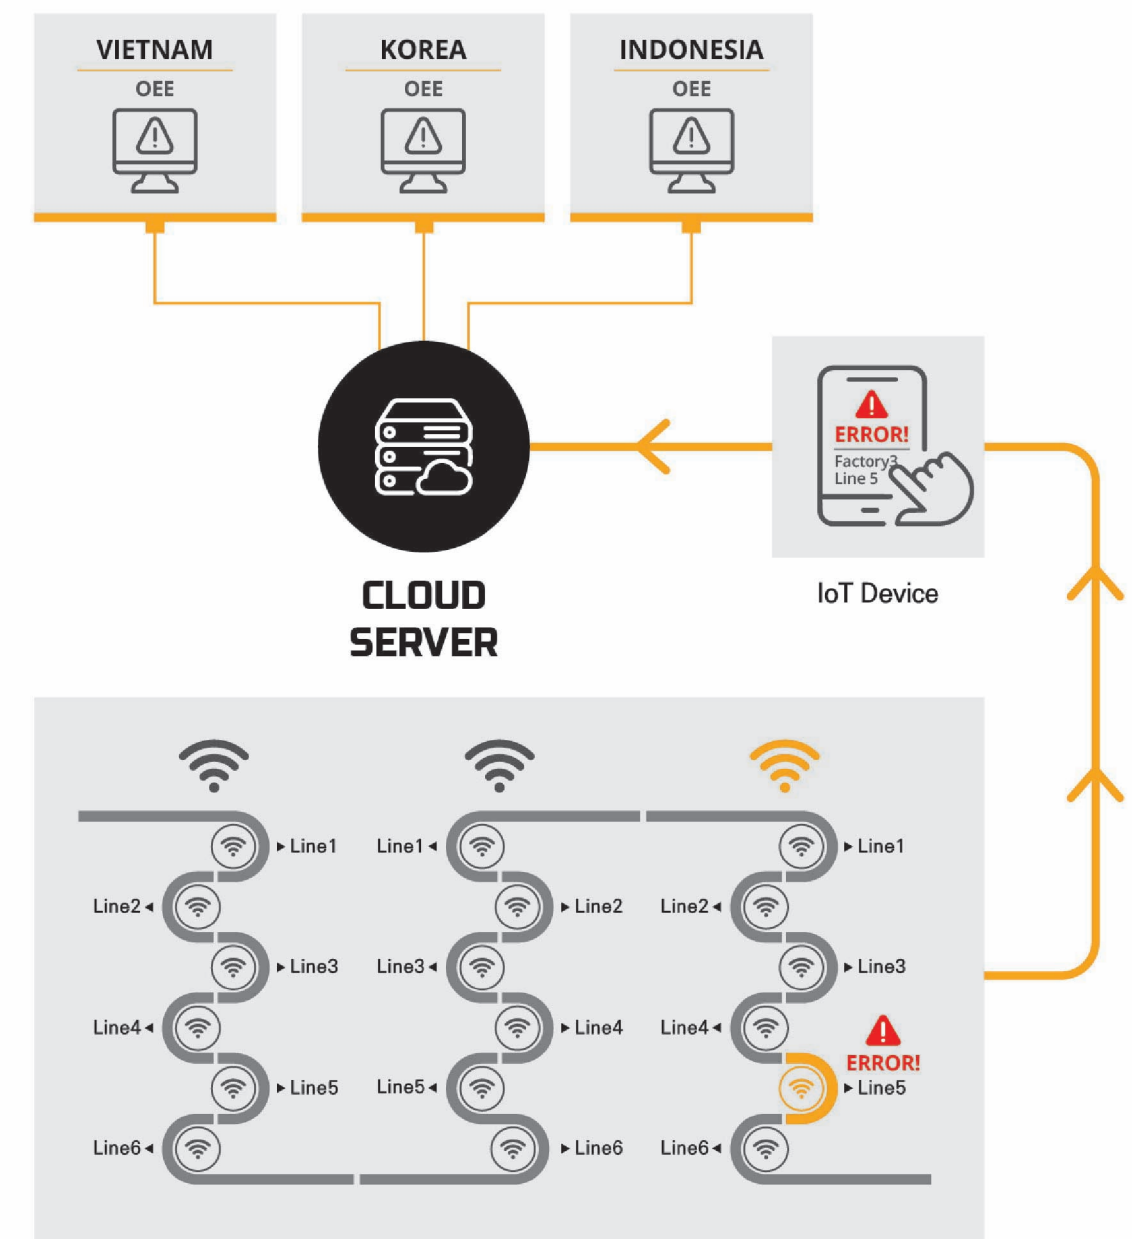 VIETNAM
OEE
KOREA
OEE
INDONESIA
OEE
ERROR!
Factory3
Line 5
IoT Device
CLOUD
SERVER
Line1
Line2
Line3
Line4
Line5
Line6
Line1
Line2
Line3
Line4
Line5
Line6
Line1
Line2
Line3
Line4
ERROR!
Line5
Line6